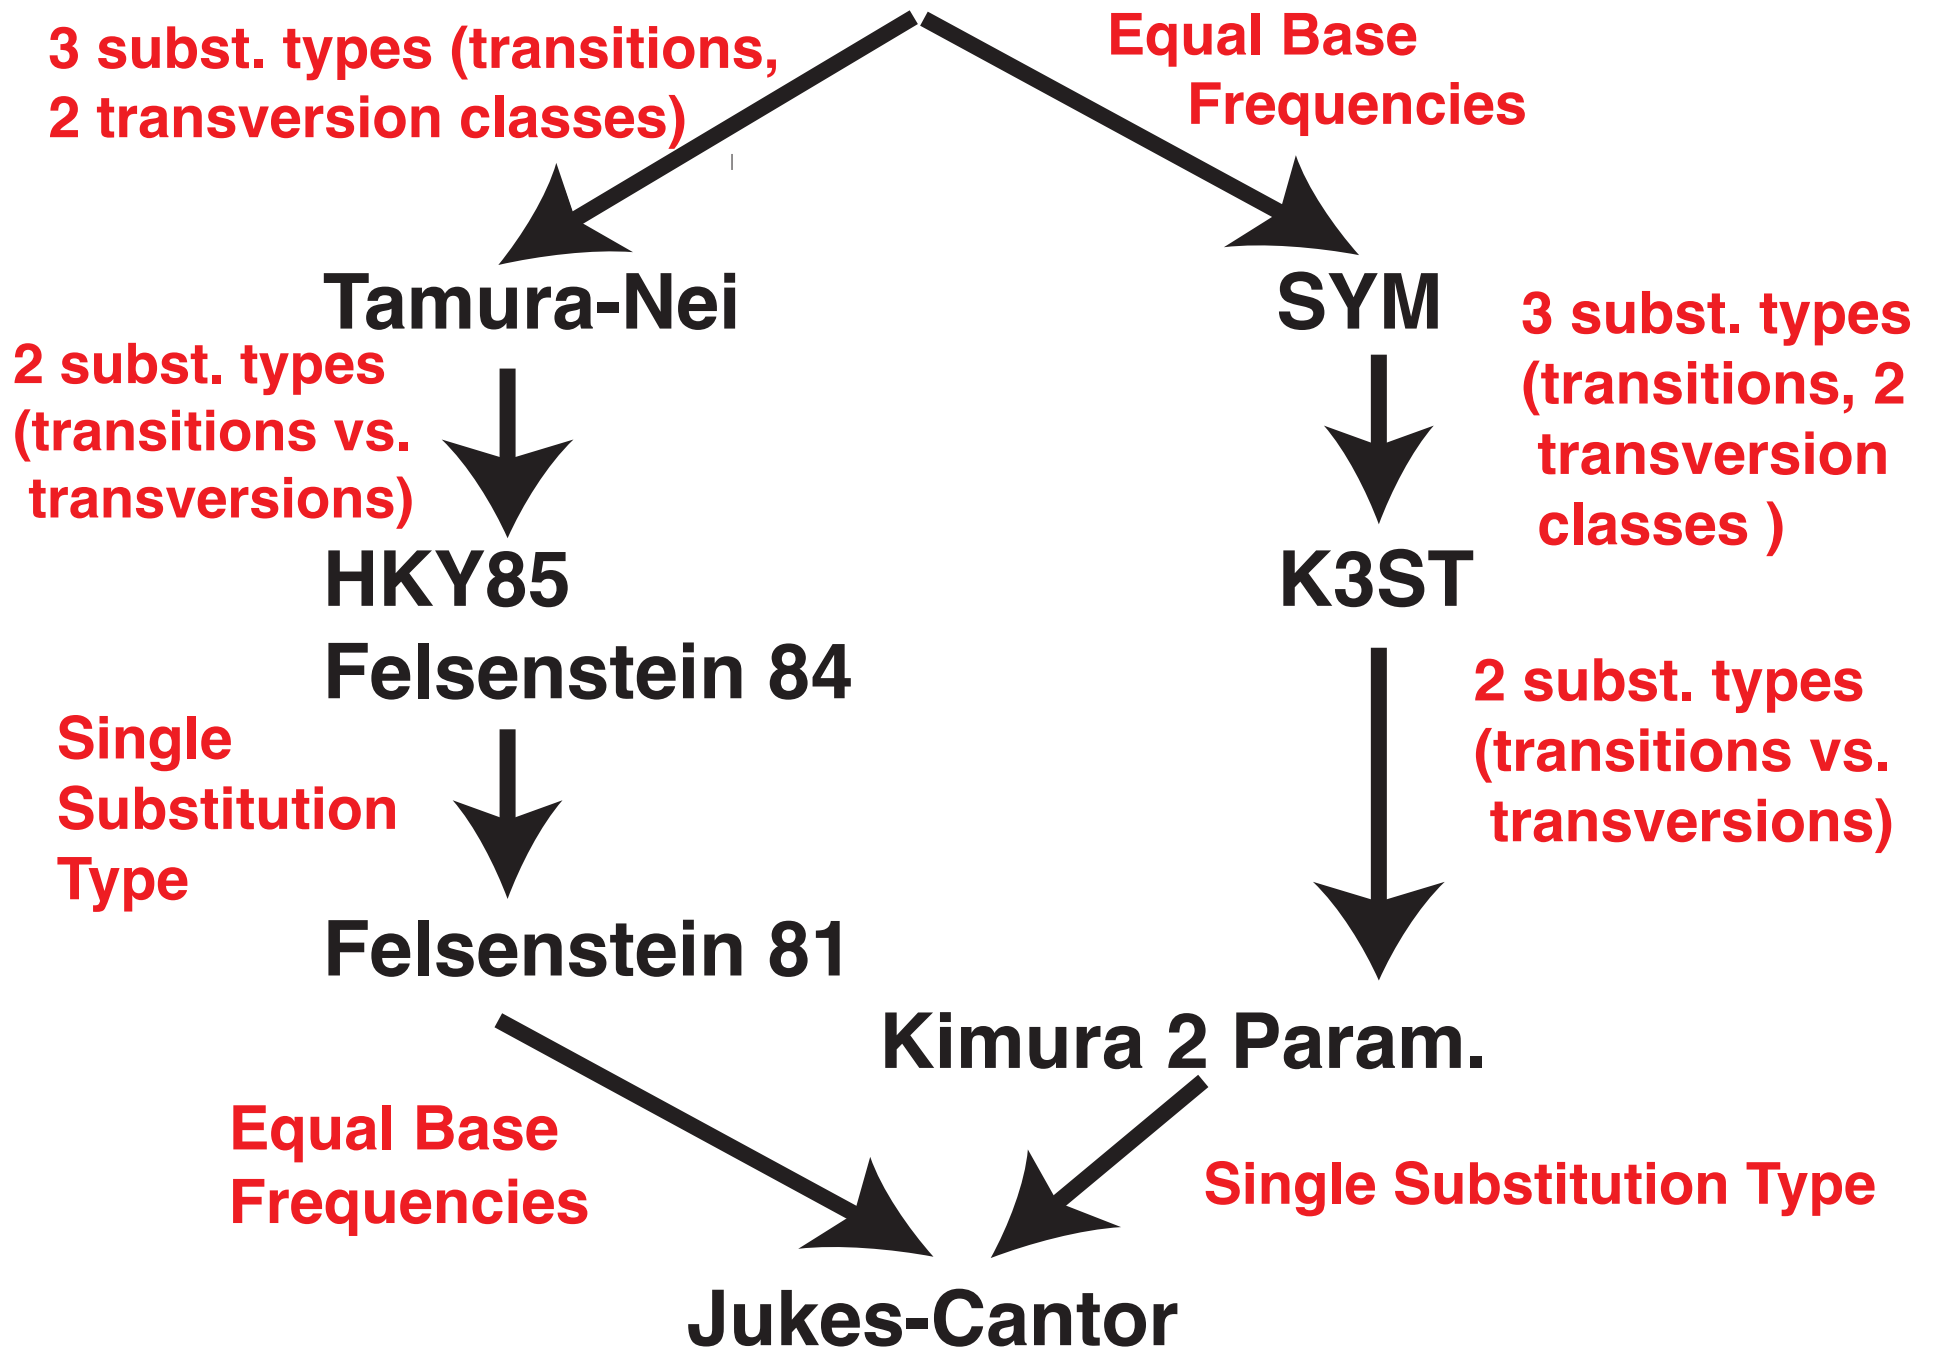 3 subst. types (transitions,
2 transversion classes)
Equal Base
Frequencies
Tamura-Nei
SYM
2 subst. types
(transitions vs.
transversions)
3 subst. types
(transitions, 2
transversion
classes )
HKY85
Felsenstein 84
K3ST
Single
Substitution
Type
2 subst. types
(transitions vs.
transversions)
Felsenstein 81
Kimura 2 Param.
Equal Base
Frequencies
Single Substitution Type
Jukes-Cantor